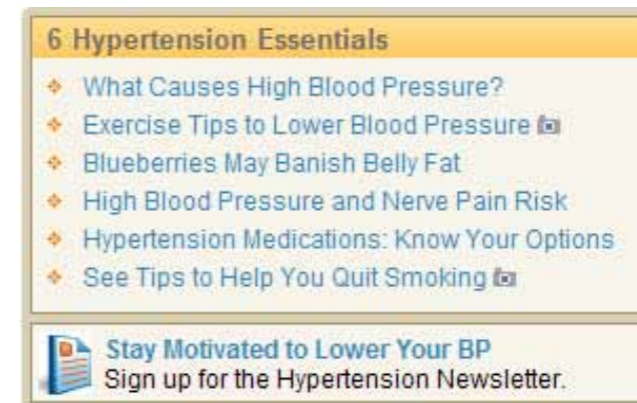 6 Hypertension Essentials
What Causes High Blood Pressure?
Exercise Tips to Lower Blood Pressure
Blueberries May Banish Belly Fat
High Blood Pressure and Nerve Pain Risk
Hypertension Medications: Know Your Options
See Tips to Help You Quit Smoking
Stay Motivated to Lower Your BP
Sign up for the Hypertension Newsletter.